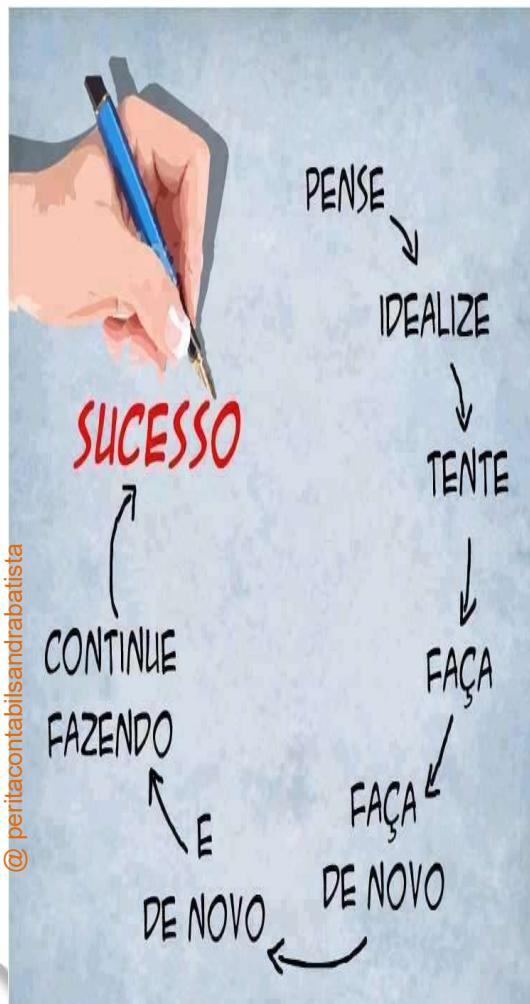 PENSE
IDEALIZE
TENTE
FAÇA
FAÇA
DE NOVO
E
DE NOVO
CONTINUE
FAZENDO
SUCESSO
@ peritacontabilsandrabatista